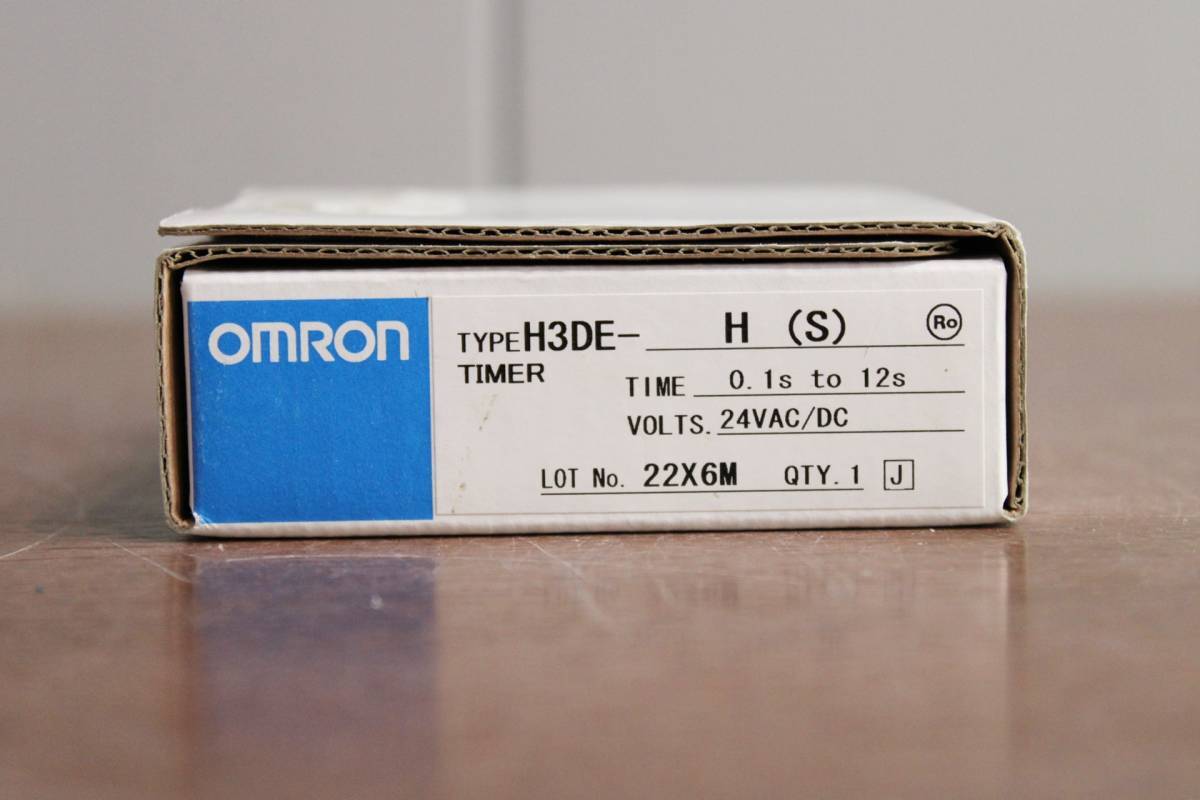 OMRON
TYPE H3DE- H (S) Ro
TIMER
TIME 0.1s to 12s
VOLTS. 24VAC/DC
LOT No. 22X6M QTY. 1 J